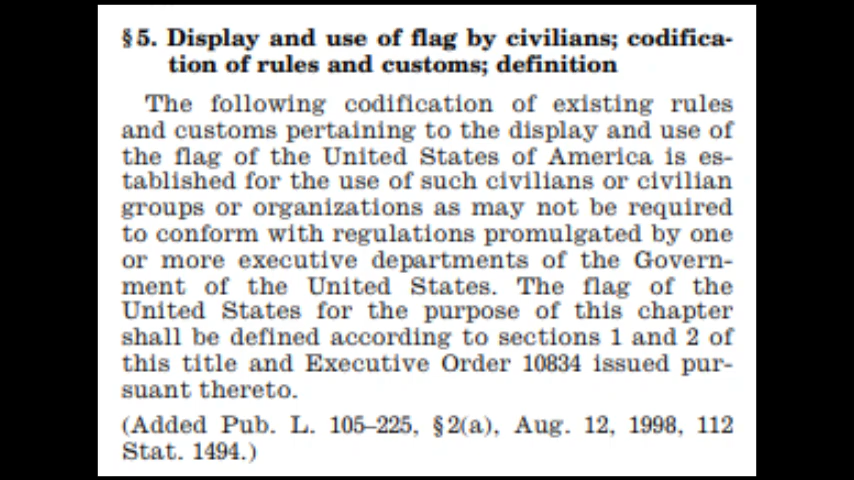 § 5. Display and use of flag by civilians; codifica-
tion of rules and customs; definition
The following codification of existing rules
and customs pertaining to the display and use of
the flag of the United States of America is es-
tablished for the use of such civilians or civilian
groups or organizations as may not be required
to conform with regulations promulgated by one
or more executive departments of the Govern-
ment of the United States. The flag of the
United States for the purpose of this chapter
shall be defined according to sections 1 and 2 of
this title and Executive Order 10834 issued pur-
suant thereto.
(Added Pub. L. 105–225, § 2(a), Aug. 12, 1998, 112
Stat. 1494.)